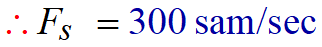 ∴ Fs = 300 sam/sec